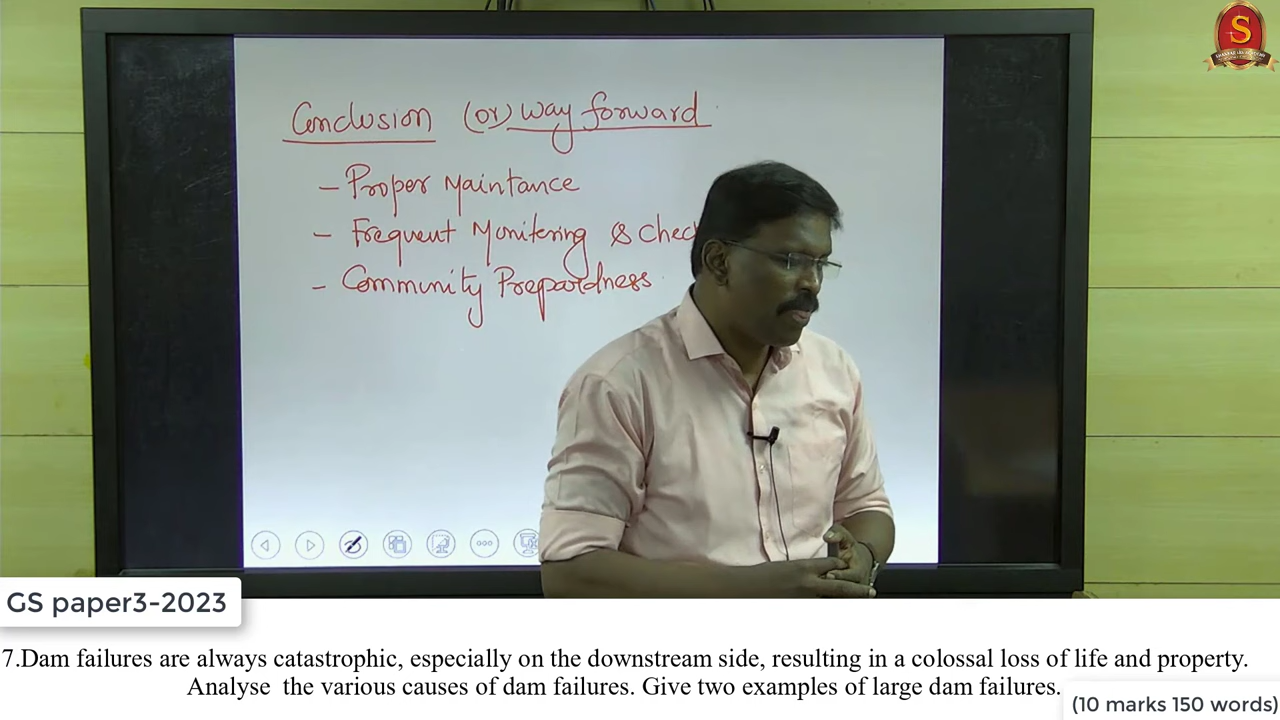 S
Conclusion (or) way forward
- Proper Maintance
- Frequent Monitering & chec
- Community Prepardness.
GS paper3-2023
7.Dam failures are always catastrophic, especially on the downstream side, resulting in a colossal loss of life and property.
Analyse the various causes of dam failures. Give two examples of large dam failures.
(10 marks 150 words)